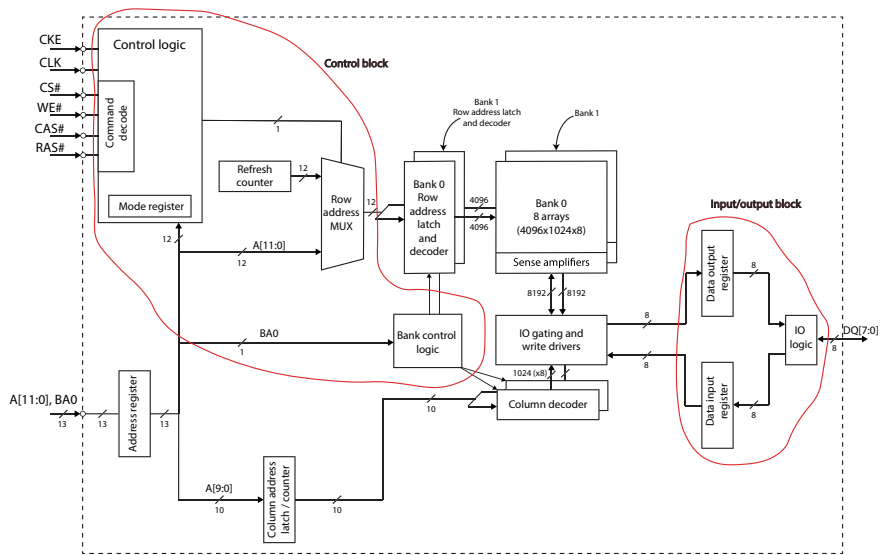 CKE
CLK
CS#
WE#
CAS#
RAS#
Control logic
Command
decode
Mode register
12
Control block
1
Refresh
counter
12
Row
address
MUX
12
A[11:0]
12
Bank 1
Row address latch
and decoder
Bank 0
Row
address
latch
and
decoder
4096
4096
Bank 1
Bank 0
8 arrays
(4096x1024x8)
Sense amplifiers
8192
8192
Input/output block
Data output
register
8
8
IO gating and
write drivers
8
IO
logic
DQ[7:0]
8
Data input
register
8
BA0
1
Bank control
logic
1024 (x8)
Column decoder
10
A[11:0], BA0
13
13
Address register
13
A[9:0]
10
Column address
latch / counter
10